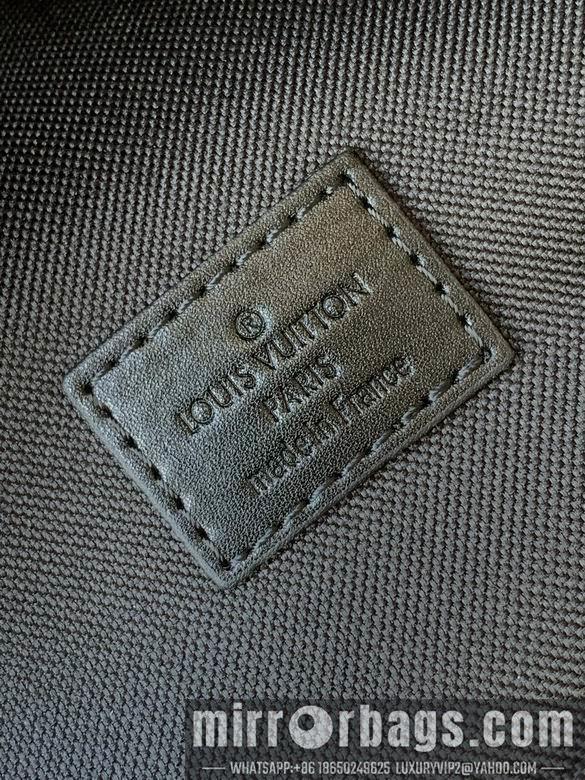 ®
LOUIS VUITTON
PARIS
made in France
mirrorbags.com
WHATSAPP:+86 18650249625 LUXURYVIP2@YAHOO.COM